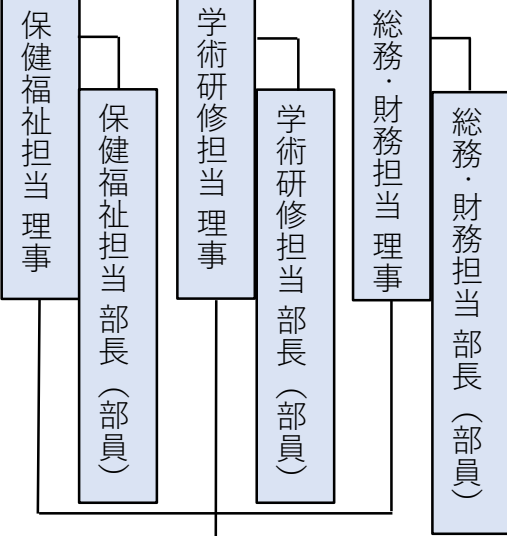 総務・財務担当 部長（部員）
総務・財務担当 理事
学術研修担当 部長（部員）
学術研修担当 理事
保健福祉担当 部長（部員）
保健福祉担当 理事